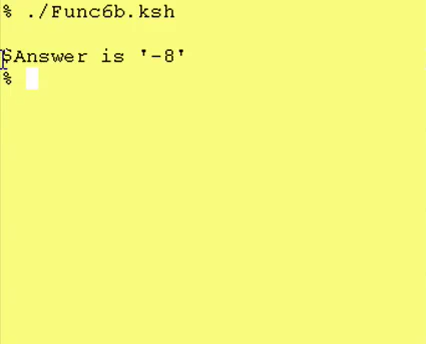 % ./Func6b.ksh
$Answer is '-8'
%